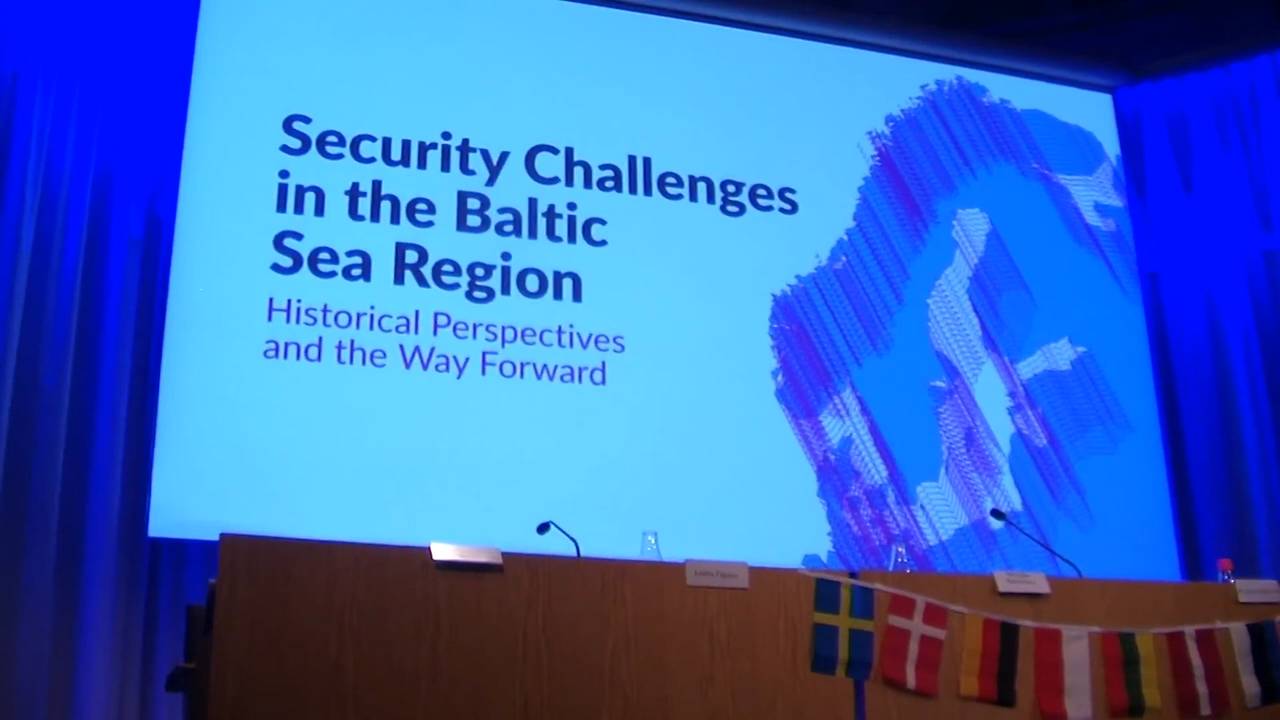 Security Challenges
in the Baltic
Sea Region
Historical Perspectives
and the Way Forward